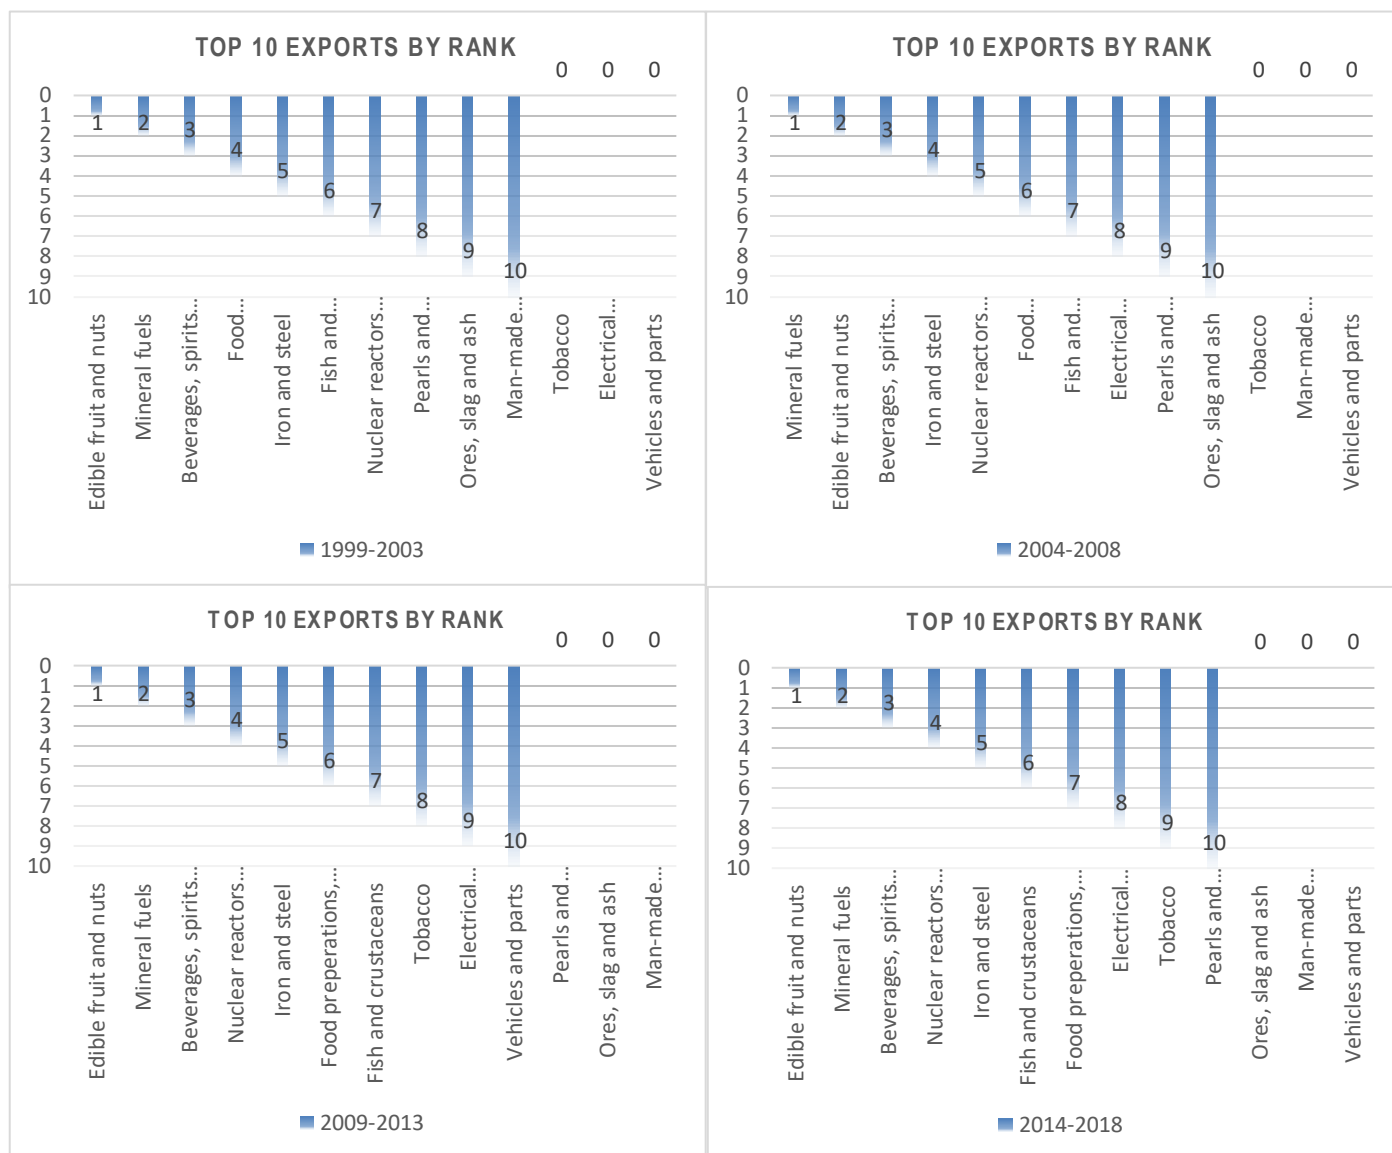 TOP 10 EXPORTS BY RANK
0 0 0
0
1
2
3
4
5
6
7
8
9
10
1 2 3 4 5 6 7 8 9 10
Edible fruit and nuts
Mineral fuels
Beverages, spirits...
Food...
Iron and steel
Fish and...
Nuclear reactors...
Pearls and...
Ores, slag and ash
Man-made...
Tobacco
Electrical...
Vehicles and parts
1999-2003
TOP 10 EXPORTS BY RANK
0 0 0
0
1
2
3
4
5
6
7
8
9
10
1 2 3 4 5 6 7 8 9 10
Mineral fuels
Edible fruit and nuts
Beverages, spirits...
Iron and steel
Nuclear reactors...
Food...
Fish and...
Electrical...
Pearls and...
Ores, slag and ash
Tobacco
Man-made...
Vehicles and parts
2004-2008
TOP 10 EXPORTS BY RANK
0 0 0
0
1
2
3
4
5
6
7
8
9
10
1 2 3 4 5 6 7 8 9 10
Edible fruit and nuts
Mineral fuels
Beverages, spirits...
Nuclear reactors...
Iron and steel
Food preperations,...
Fish and crustaceans
Tobacco
Electrical...
Vehicles and parts
Pearls and...
Ores, slag and ash
Man-made...
2009-2013
TOP 10 EXPORTS BY RANK
0 0 0
0
1
2
3
4
5
6
7
8
9
10
1 2 3 4 5 6 7 8 9 10
Edible fruit and nuts
Mineral fuels
Beverages, spirits...
Nuclear reactors...
Iron and steel
Fish and crustaceans
Food preperations,...
Electrical...
Tobacco
Pearls and...
Ores, slag and ash
Man-made...
Vehicles and parts
2014-2018